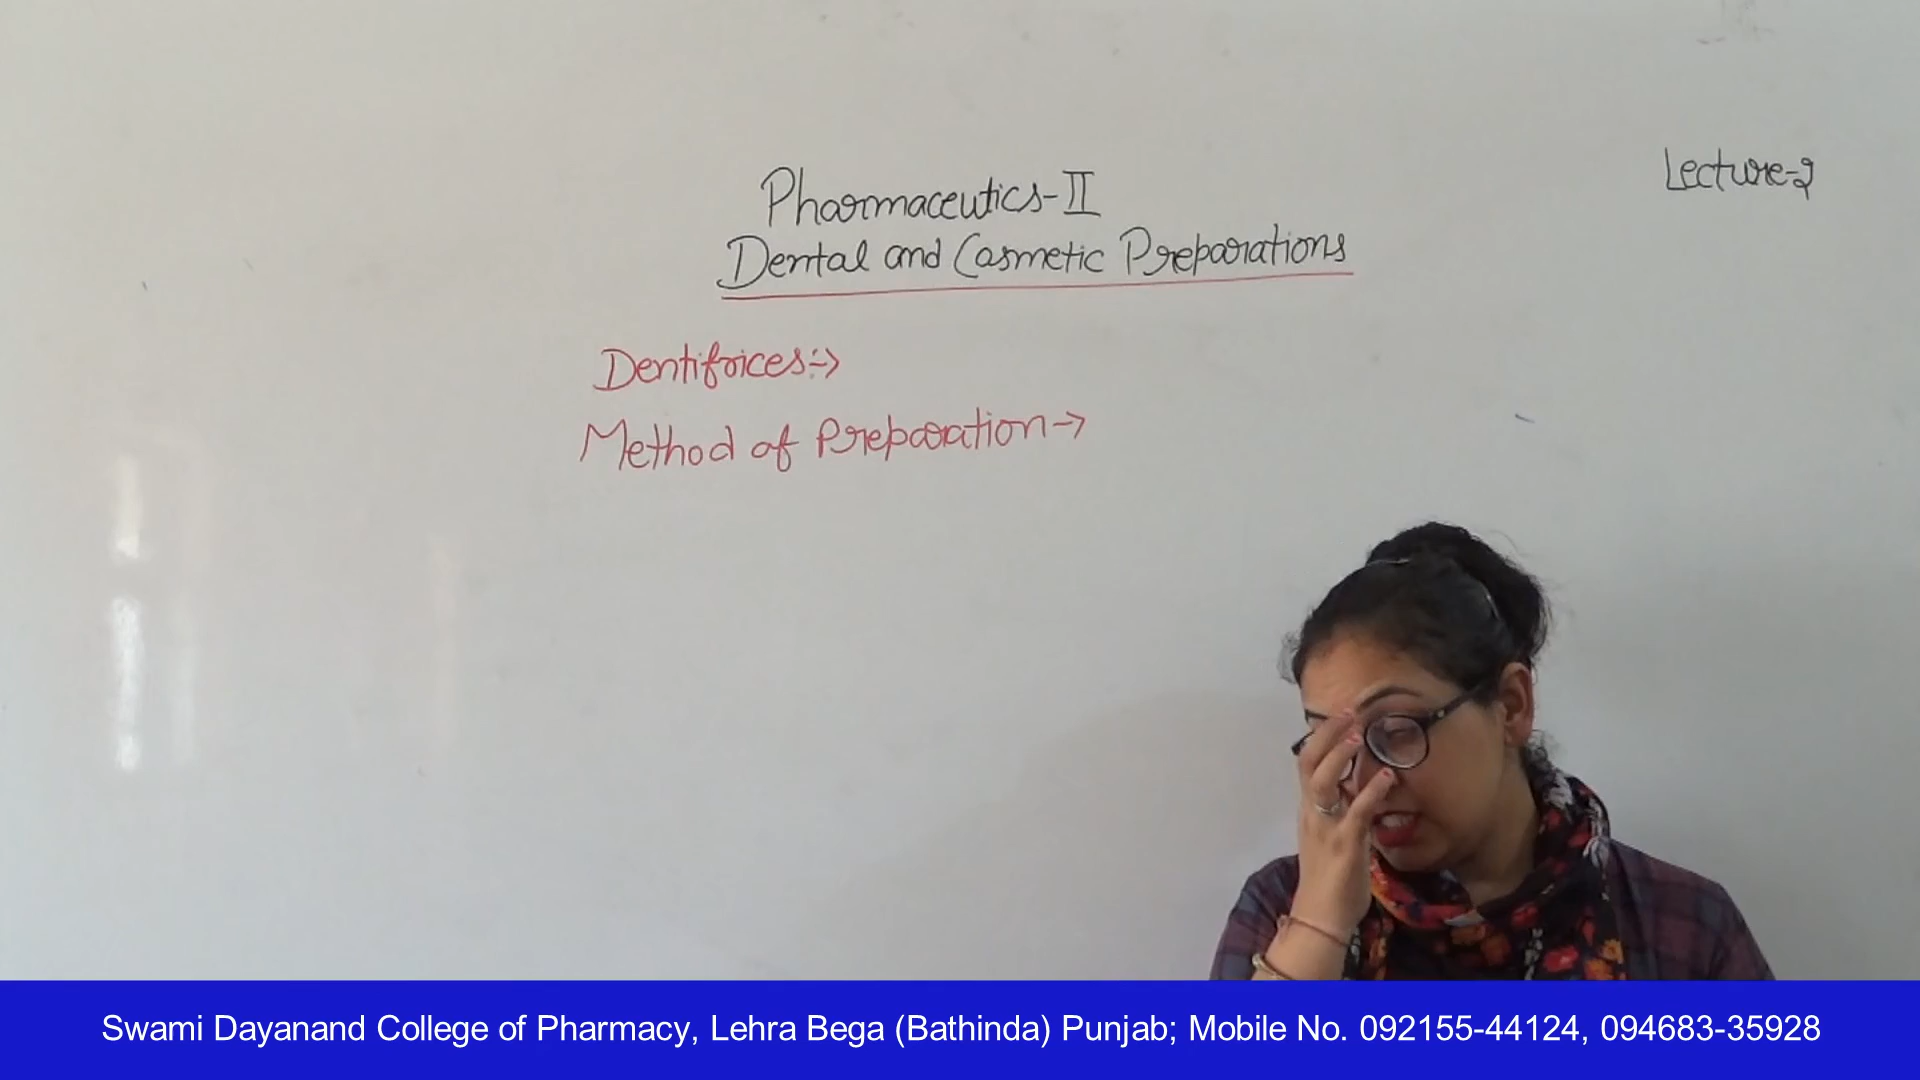 Lecture-2
Pharmaceutics-II
Dental and Cosmetic Preparations
Dentifrices:->
Method of Preparation->
Swami Dayanand College of Pharmacy, Lehra Bega (Bathinda) Punjab; Mobile No. 092155-44124, 094683-35928